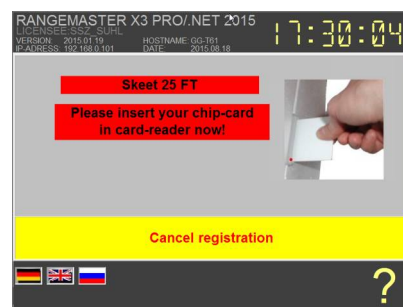 RANGEMASTER X3 PRO/.NET 2015
LICENSEE:SSZ_SUHL
VERSION: 2015.01.19 HOSTNAME: GG-T61
IP-ADRESS: 192.168.0.101 DATE: 2015.08.18
17:30:04
Skeet 25 FT
Please insert your chip-card
in card-reader now!
Cancel registration
?